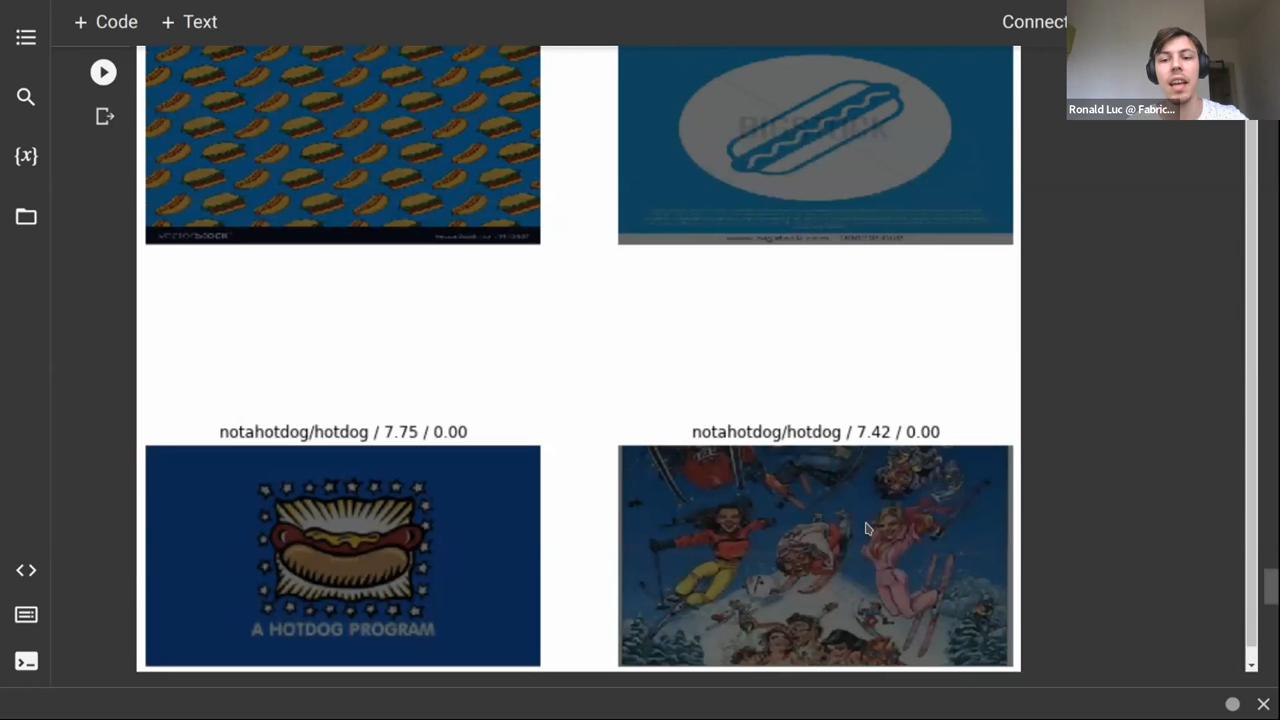 + Code + Text
Connect
Ronald Luc @ Fabric...
{x}
notahotdog/hotdog / 7.75 / 0.00
notahotdog/hotdog / 7.42 / 0.00
A HOTDOG PROGRAM